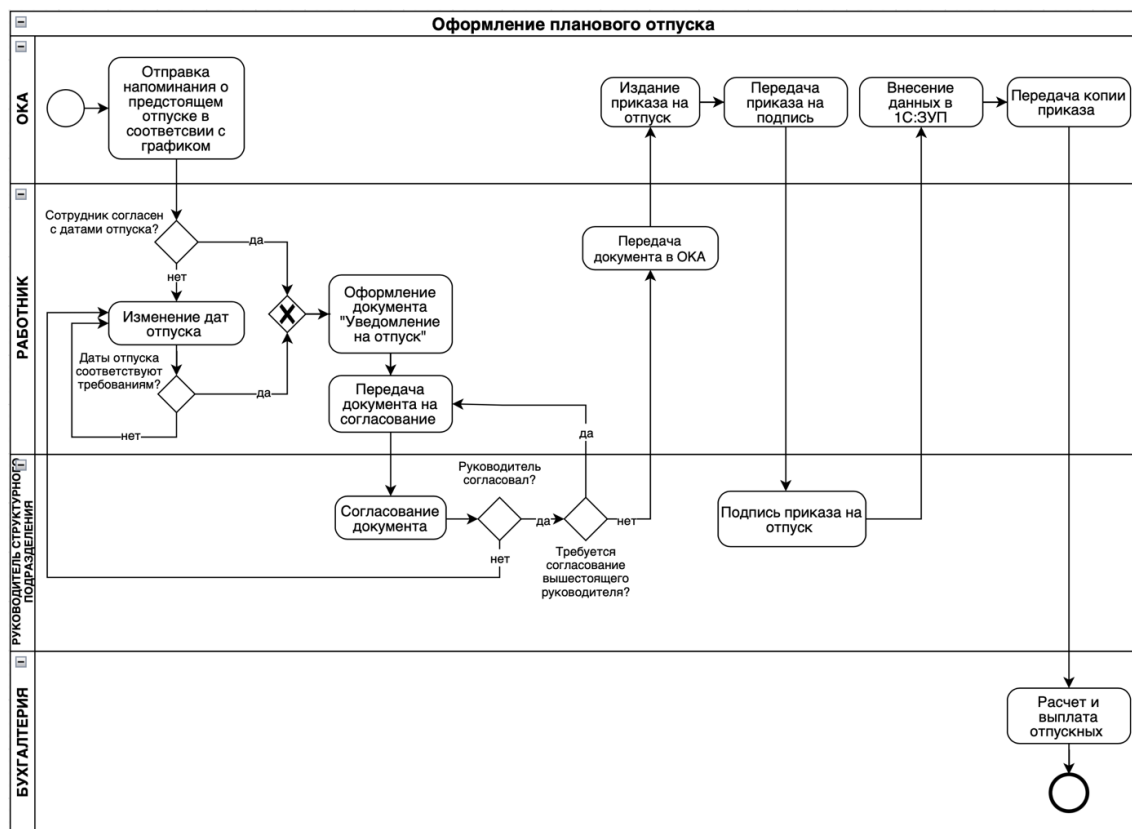 Оформление планового отпуска
ОКА
Отправка
напоминания о
предстоящем
отпуске в
соответсвии с
графиком
Издание
приказа на
отпуск
Передача
приказа на
подпись
Внесение
данных в
1С:ЗУП
Передача копии
приказа
РАБОТНИК
Сотрудник согласен
с датами отпуска?
да
нет
Изменение дат
отпуска
Даты отпуска
соответствуют
требованиям?
да
нет
Оформление
документа
"Уведомление
на отпуск"
Передача
документа на
согласование
Передача
документа в ОКА
да
РУКОВОДИТЕЛЬ СТРУКТУРНОГО
ПОДРАЗДЕЛЕНИЯ
Руководитель
согласовал?
Согласование
документа
да
нет
нет
Требуется
согласование
вышестоящего
руководителя?
Подпись приказа на
отпуск
БУХГАЛТЕРИЯ
Расчет и
выплата
отпускных